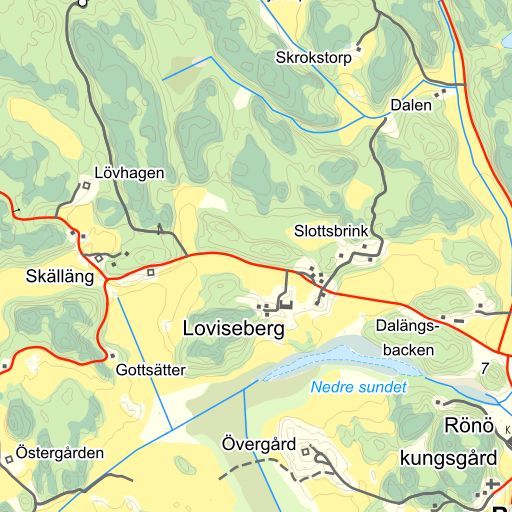 Skrokstorp
Dalen
Lövhagen
Slottsbrink
Skälläng
Loviseberg
Dalängs-
backen
7
Gottsätter
Nedre sundet
Rönö
kungsgård
Övergård
Östergården
K